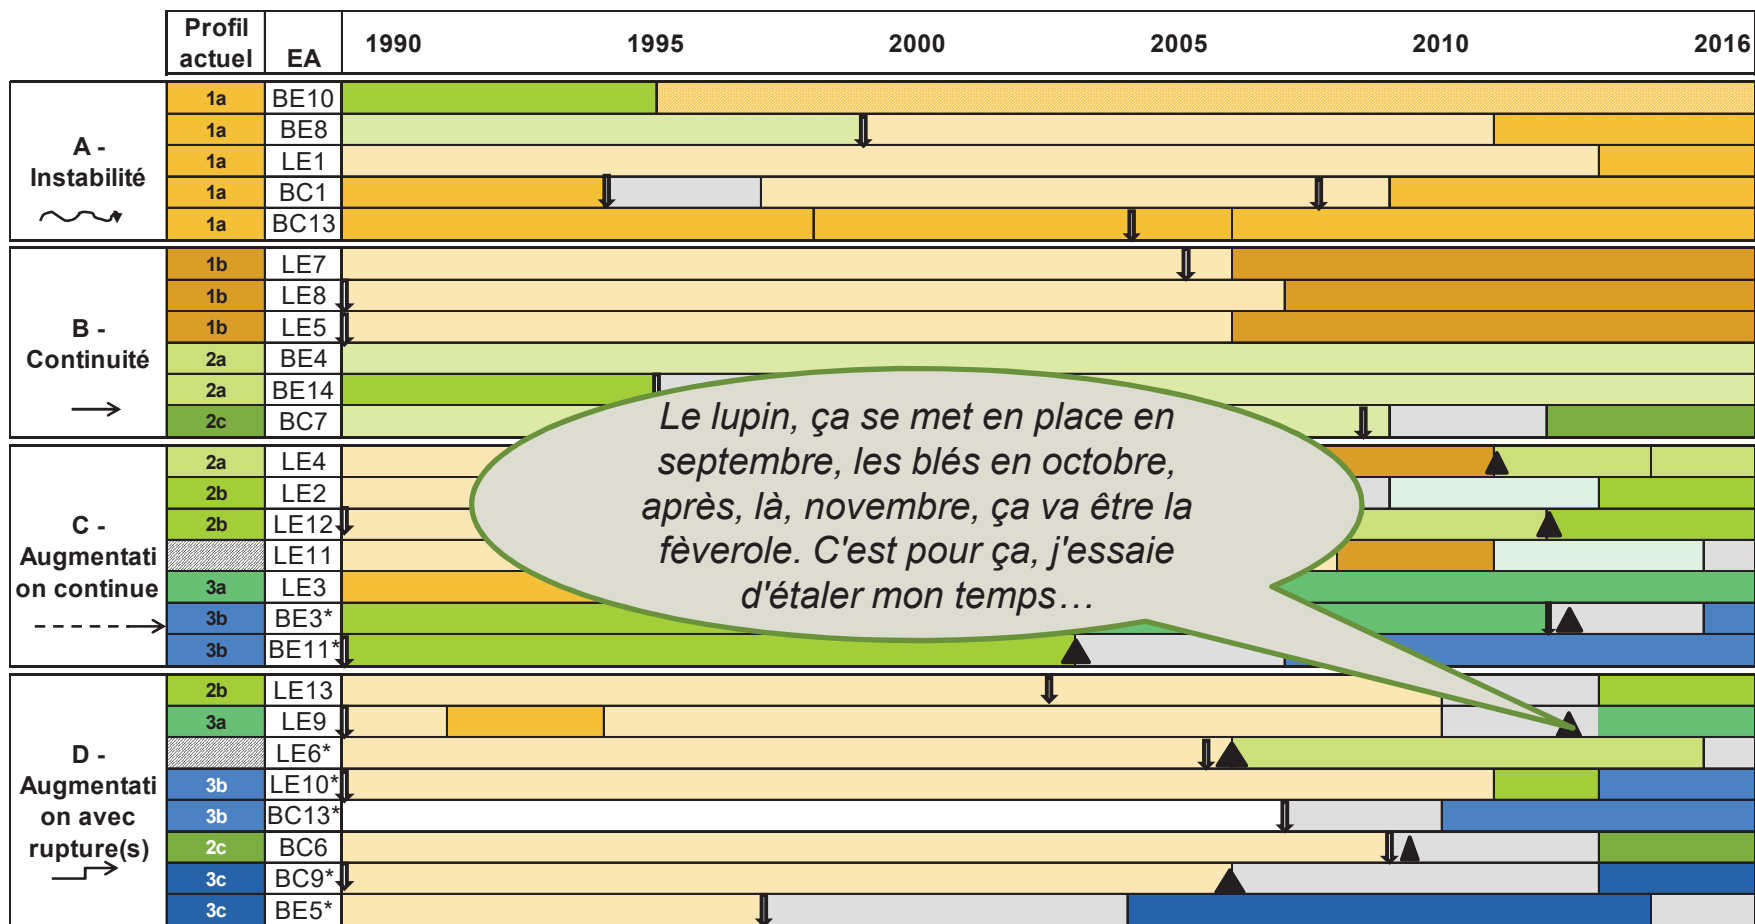 Profil actuel EA 1990 1995 2000 2005 2010 2016
A - Instabilité
1a BE10
1a BE8
1a LE1
1a BC1
1a BC13
B - Continuité
1b LE7
1b LE8
1b LE5
2a BE4
2a BE14
2c BC7
C - Augmentati on continue
2a LE4
2b LE2
2b LE12
LE11
3a LE3
3b BE3*
3b BE11*
D - Augmentati on avec rupture(s)
2b LE13
3a LE9
LE6*
3b LE10*
3b BC13*
2c BC6
3c BC9*
3c BE5*
Le lupin, ça se met en place en
septembre, les blés en octobre,
après, là, novembre, ça va être la
fèverole. C'est pour ça, j'essaie
d'étaler mon temps…